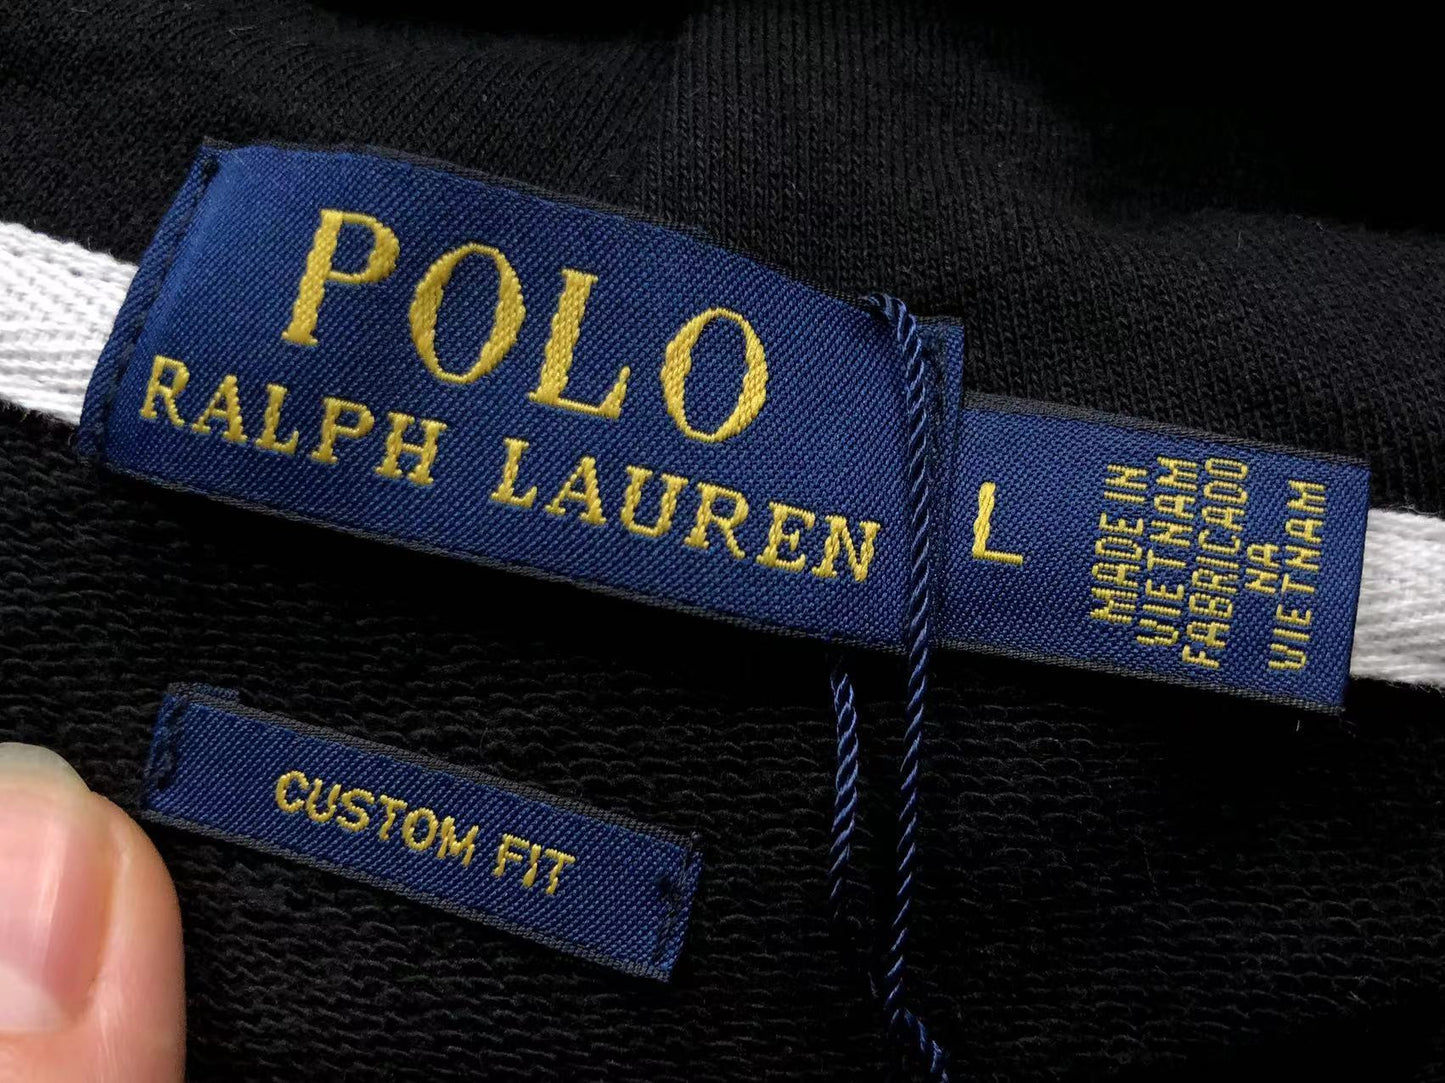 POLO
RALPH LAUREN
L
MADE IN
VIETNAM
FABRICADO
NA
VIETNAM
CUSTOM FIT